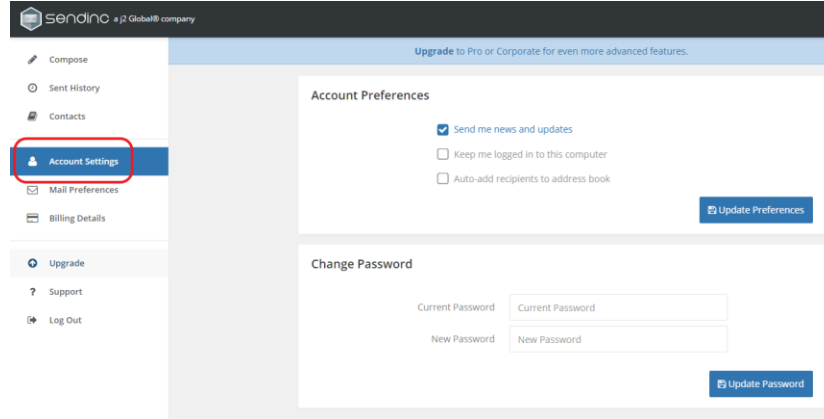 sendinc a j2 Global® company
Compose
Sent History
Contacts
Account Settings
Mail Preferences
Billing Details
Upgrade
Support
Log Out
Upgrade to Pro or Corporate for even more advanced features.
Account Preferences
Send me news and updates
Keep me logged in to this computer
Auto-add recipients to address book
Update Preferences
Change Password
Current Password Current Password
New Password New Password
Update Password